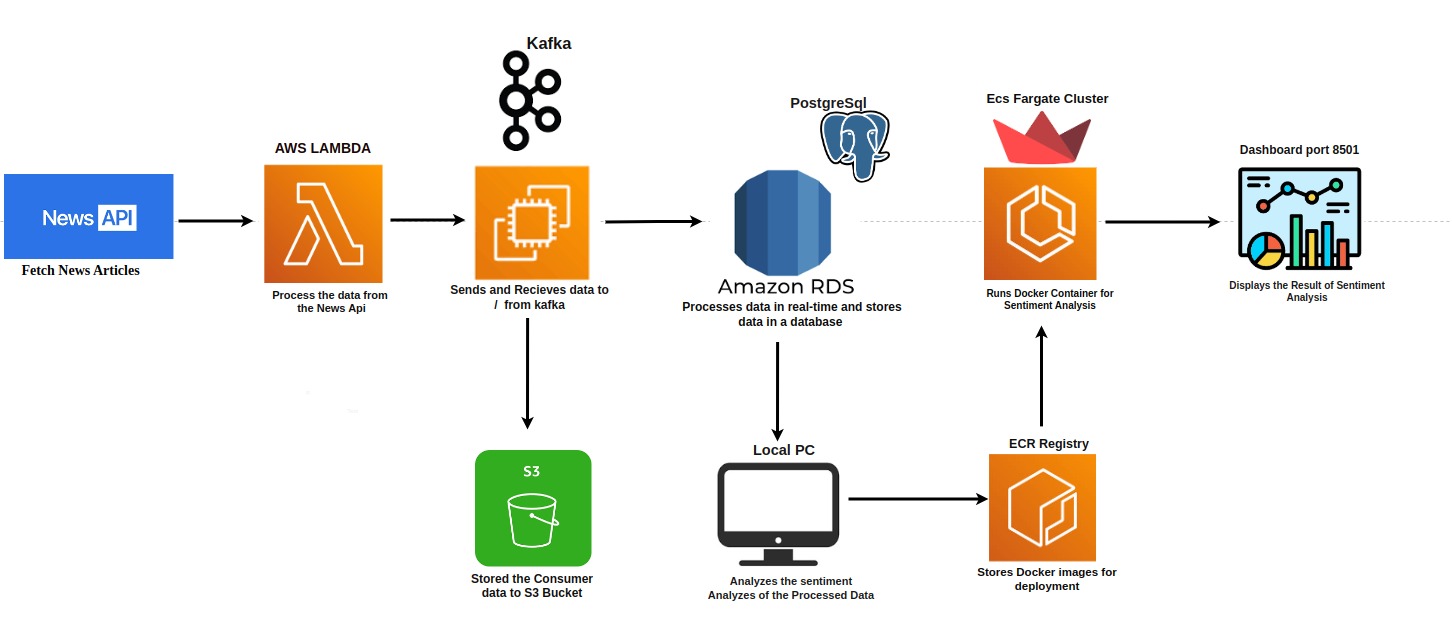 News API
Fetch News Articles
AWS LAMBDA
Process the data from
the News Api
Kafka
Sends and Recieves data to
/ from kafka
S3
Stored the Consumer
data to S3 Bucket
PostgreSql
Amazon RDS
Processes data in real-time and stores
data in a database
Local PC
Analyzes the sentiment
Analyzes of the Processed Data
Ecs Fargate Cluster
Runs Docker Container for
Sentiment Analysis
ECR Registry
Stores Docker images for
deployment
Dashboard port 8501
Displays the Result of Sentiment
Analysis